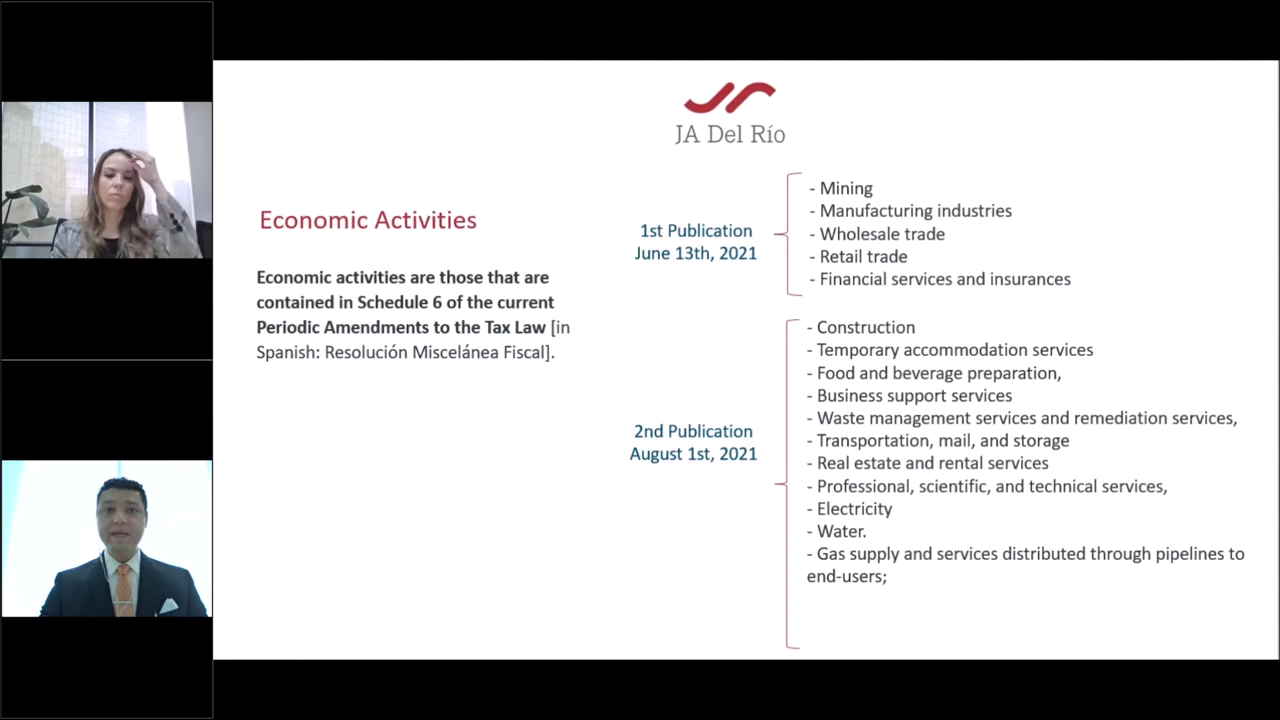 JA Del Río
Economic Activities
Economic activities are those that are
contained in Schedule 6 of the current
Periodic Amendments to the Tax Law [in
Spanish: Resolución Miscelánea Fiscal].
1st Publication
June 13th, 2021
- Mining
- Manufacturing industries
- Wholesale trade
- Retail trade
- Financial services and insurances
2nd Publication
August 1st, 2021
- Construction
- Temporary accommodation services
- Food and beverage preparation,
- Business support services
- Waste management services and remediation services,
- Transportation, mail, and storage
- Real estate and rental services
- Professional, scientific, and technical services,
- Electricity
- Water.
- Gas supply and services distributed through pipelines to
end-users;